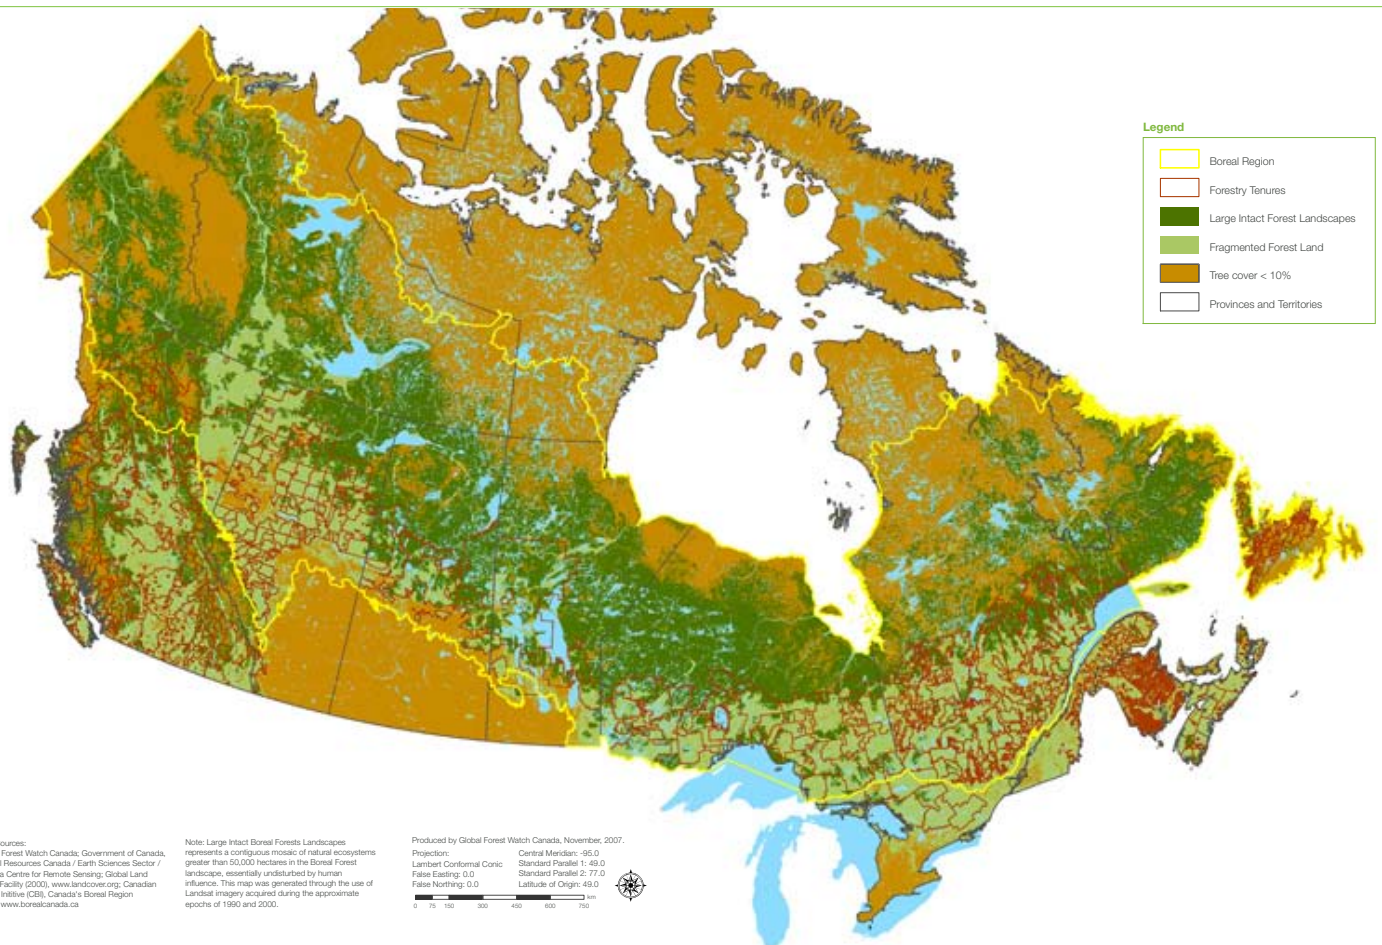 Legend
Boreal Region
Forestry Tenures
Large Intact Forest Landscapes
Fragmented Forest Land
Tree cover < 10%
Provinces and Territories
ources:
Forest Watch Canada; Government of Canada,
l Resources Canada / Earth Sciences Sector /
a Centre for Remote Sensing; Global Land
Facility (2000), www.landcover.org; Canadian
Inititive (CBI), Canada's Boreal Region
www.borealcanada.ca
Note: Large Intact Boreal Forests Landscapes
represents a contiguous mosaic of natural ecosystems
greater than 50,000 hectares in the Boreal Forest
landscape, essentially undisturbed by human
influence. This map was generated through the use of
Landsat imagery acquired during the approximate
epochs of 1990 and 2000.
Produced by Global Forest Watch Canada, November, 2007.
Projection:
Lambert Conformal Conic
False Easting: 0.0
False Northing: 0.0
Central Meridian: -95.0
Standard Parallel 1: 49.0
Standard Parallel 2: 77.0
Latitude of Origin: 49.0
km
0 75 150 300 450 600 750